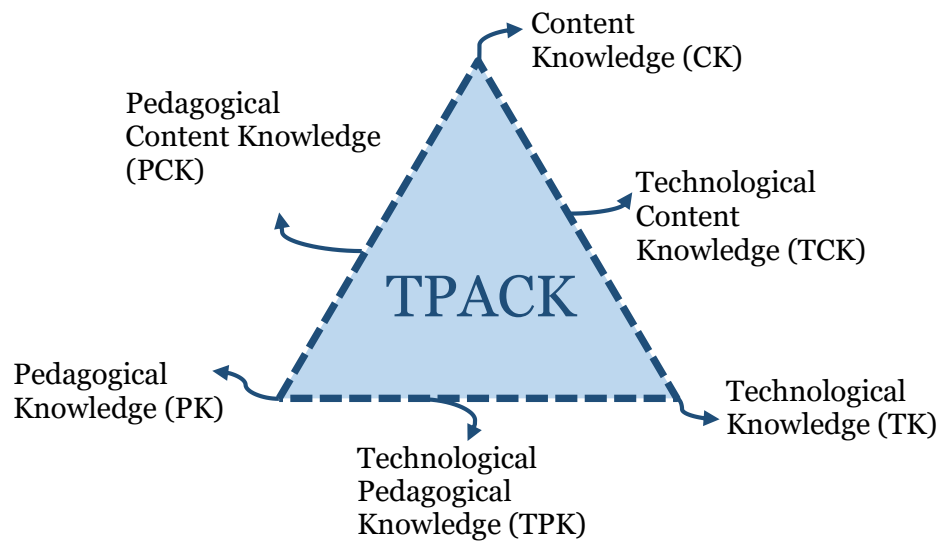 Content
Knowledge (CK)
Pedagogical
Content Knowledge
(PCK)
Technological
Content
Knowledge (TCK)
TPACK
Pedagogical
Knowledge (PK)
Technological
Knowledge (TK)
Technological
Pedagogical
Knowledge (TPK)